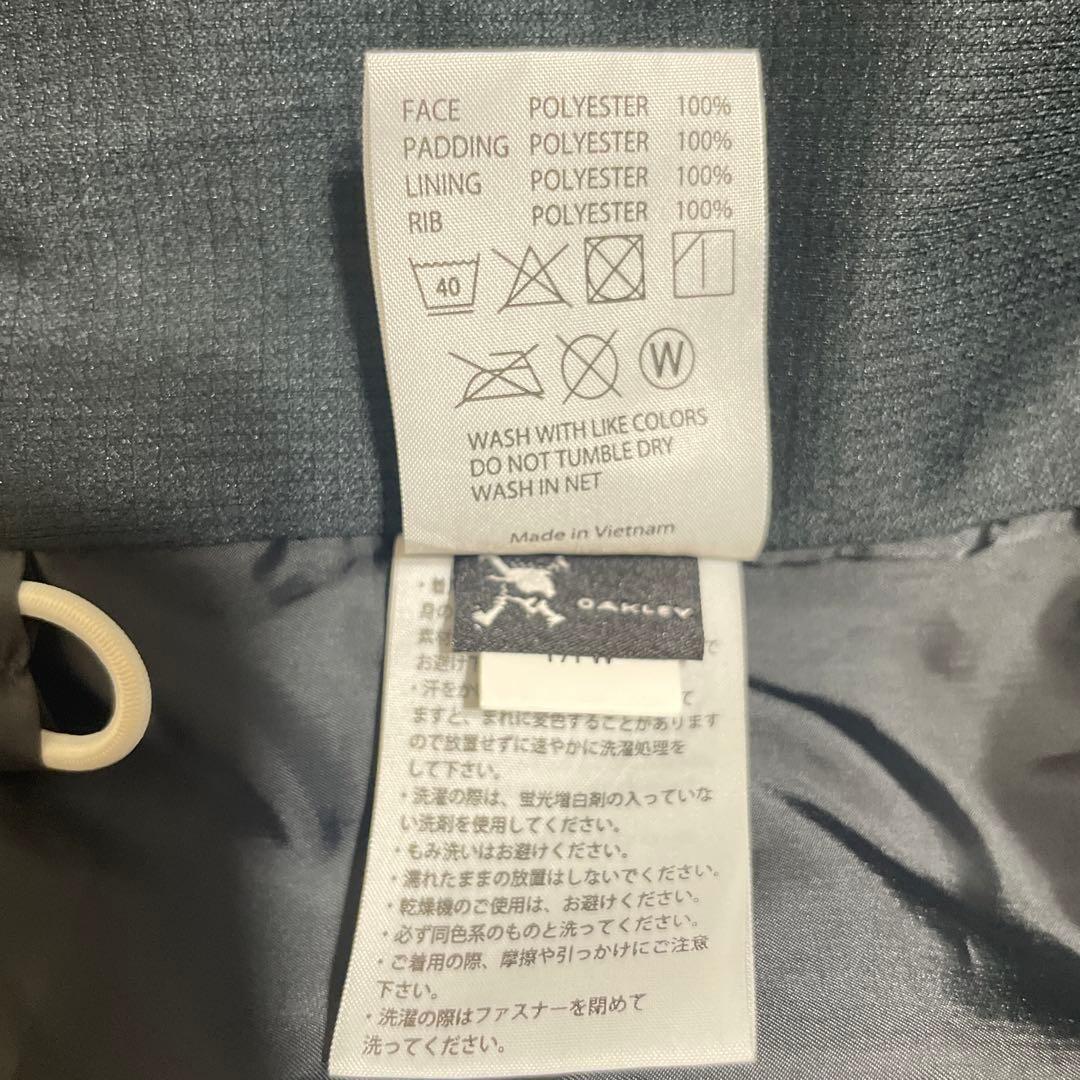 FACE POLYESTER 100%
PADDING POLYESTER 100%
LINING POLYESTER 100%
RIB POLYESTER 100%
40
W
WASH WITH LIKE COLORS
DO NOT TUMBLE DRY
WASH IN NET
Made in Vietnam
OAKLEY
・着
身の
お避け
・汗をか て
ますと、まれに変色することがあります
ので放置せずに速やかに洗濯処理を
して下さい。
・洗濯の際は、蛍光増白剤の入っていな
い洗剤を使用してください。
・もみ洗いはお避けください。
・濡れたままの放置はしないでください。
・乾燥機のご使用は、お避けください。
・必ず同色系のものと洗ってください。
・ご着用の際、摩擦や引っかけにご注意
下さい。
・洗濯の際はファスナーを閉めて
洗ってください。